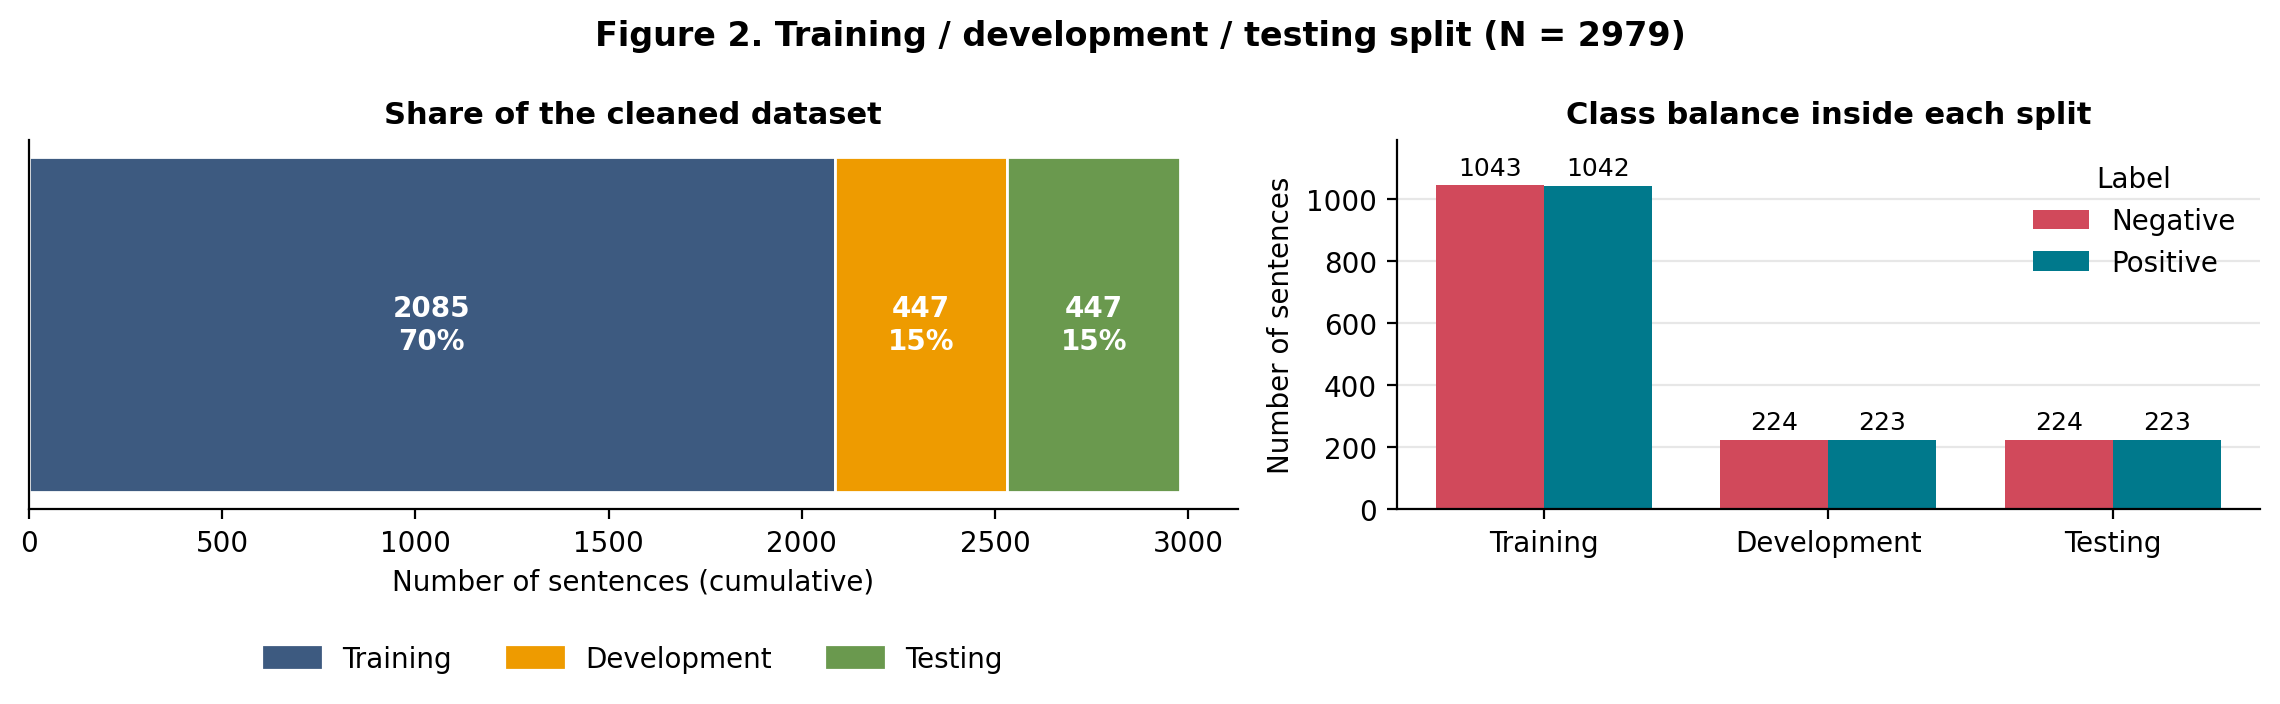 Figure 2. Training / development / testing split (N = 2979)
Share of the cleaned dataset
2085
70%
447
15%
447
15%
0 500 1000 1500 2000 2500 3000
Number of sentences (cumulative)
Training Development Testing
Class balance inside each split
Number of sentences
1000
800
600
400
200
0
1043 1042
224 223
224 223
Label
Negative
Positive
Training Development Testing